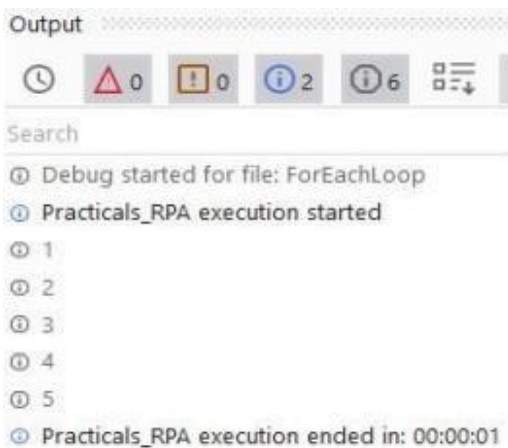 Output
0 0 2 6
Search
Debug started for file: ForEachLoop
Practicals_RPA execution started
1
2
3
4
5
Practicals_RPA execution ended in: 00:00:01